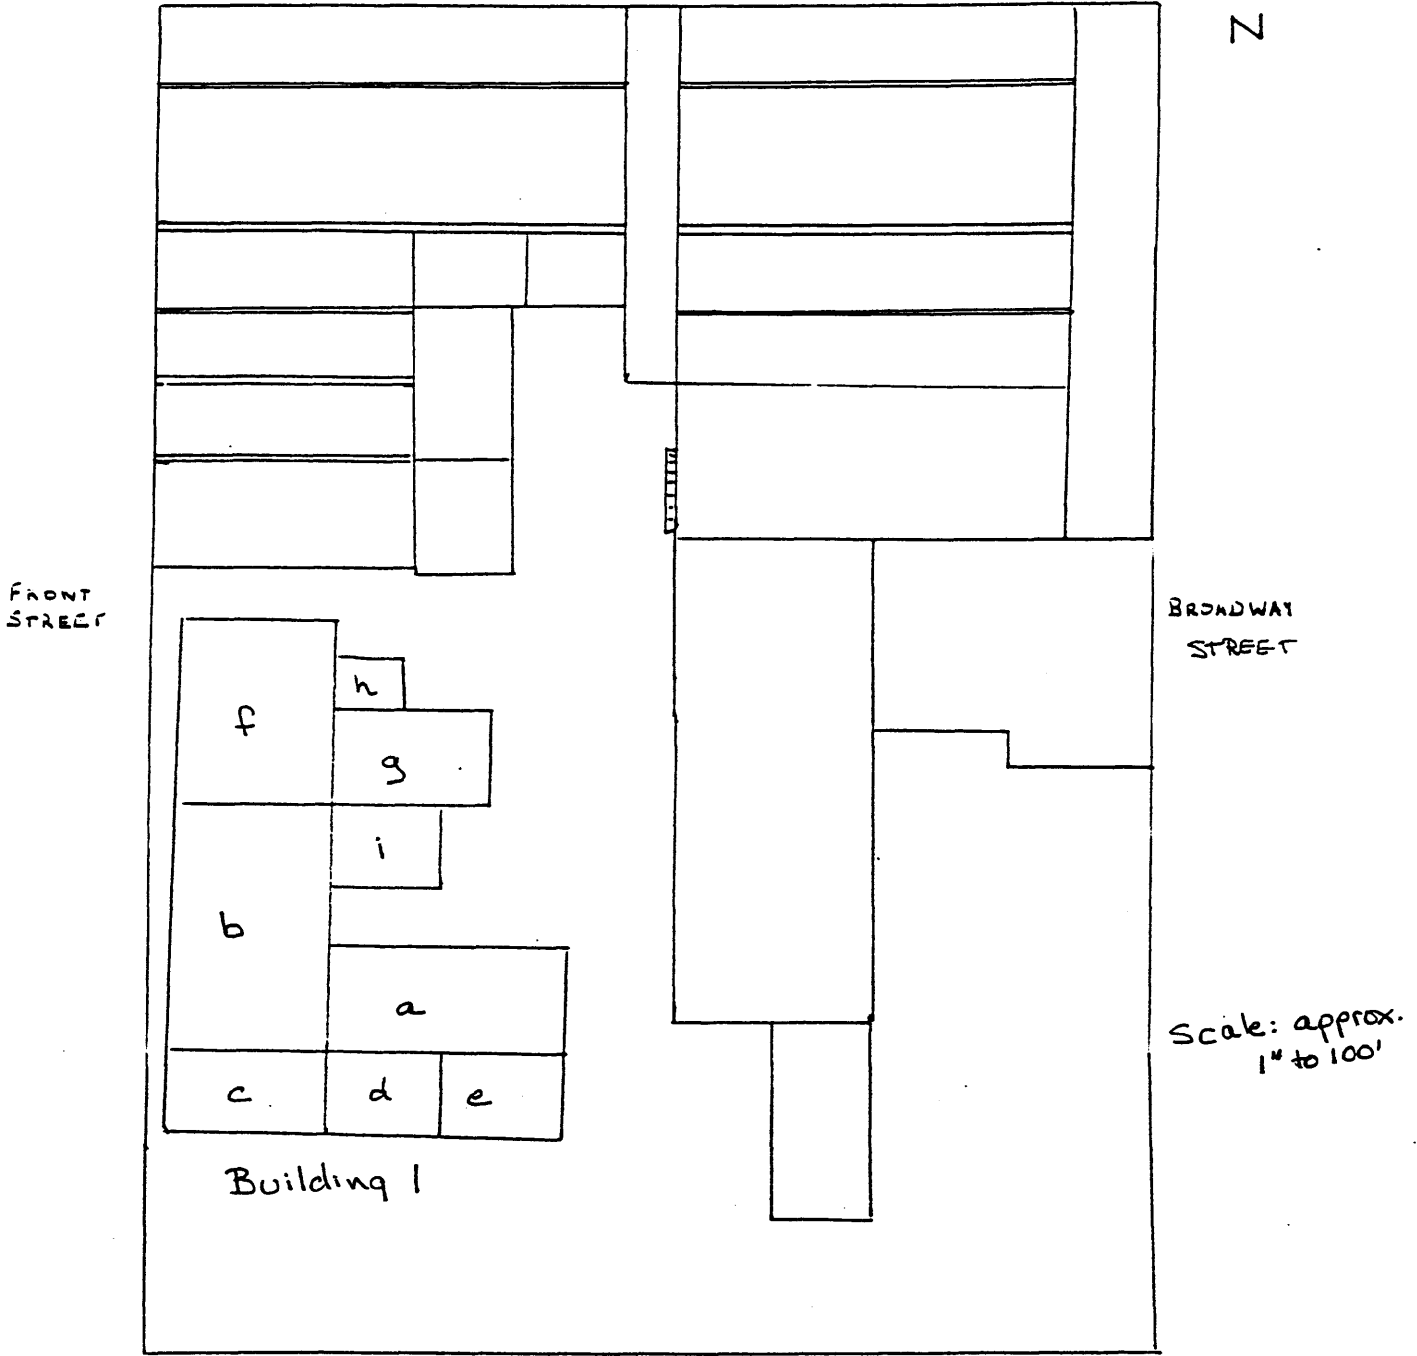 N
FRONT
STREET
BROADWAY
STREET
f
h
g
i
b
a
c
d
e
Scale: approx.
1" to 100'
Building 1